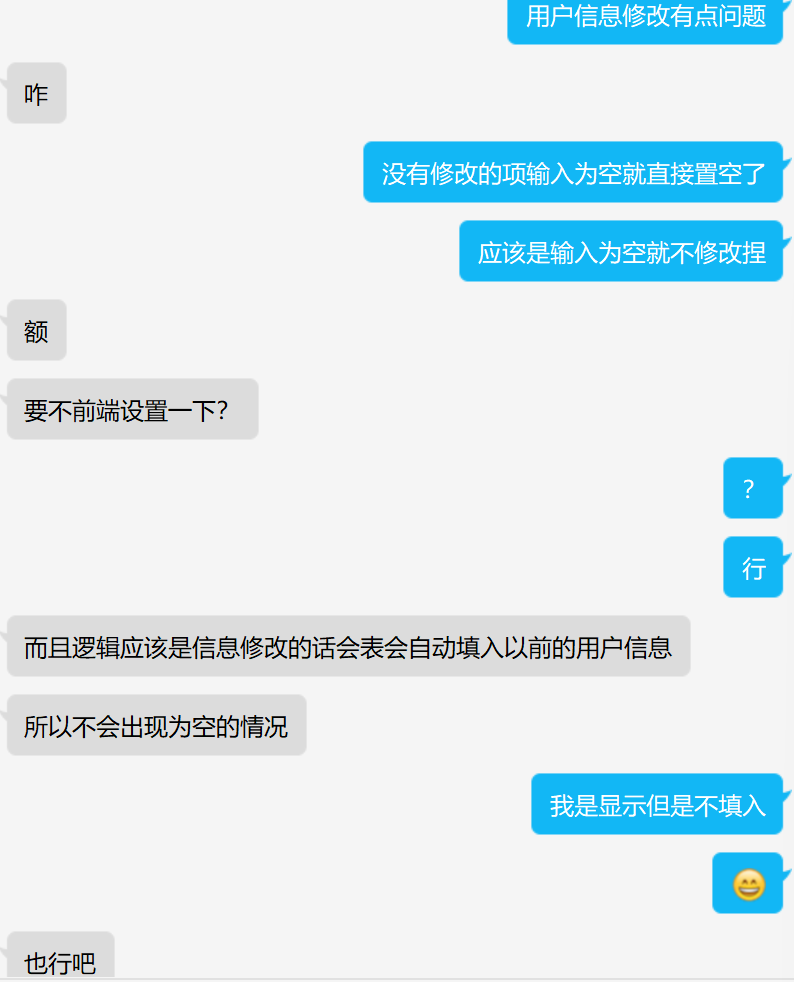 用户信息修改有点问题
咋
没有修改的项输入为空就直接置空了
应该是输入为空就不修改捏
额
要不前端设置一下？
？
行
而且逻辑应该是信息修改的话会表会自动填入以前的用户信息
所以不会出现为空的情况
我是显示但是不填入
😄
也行吧